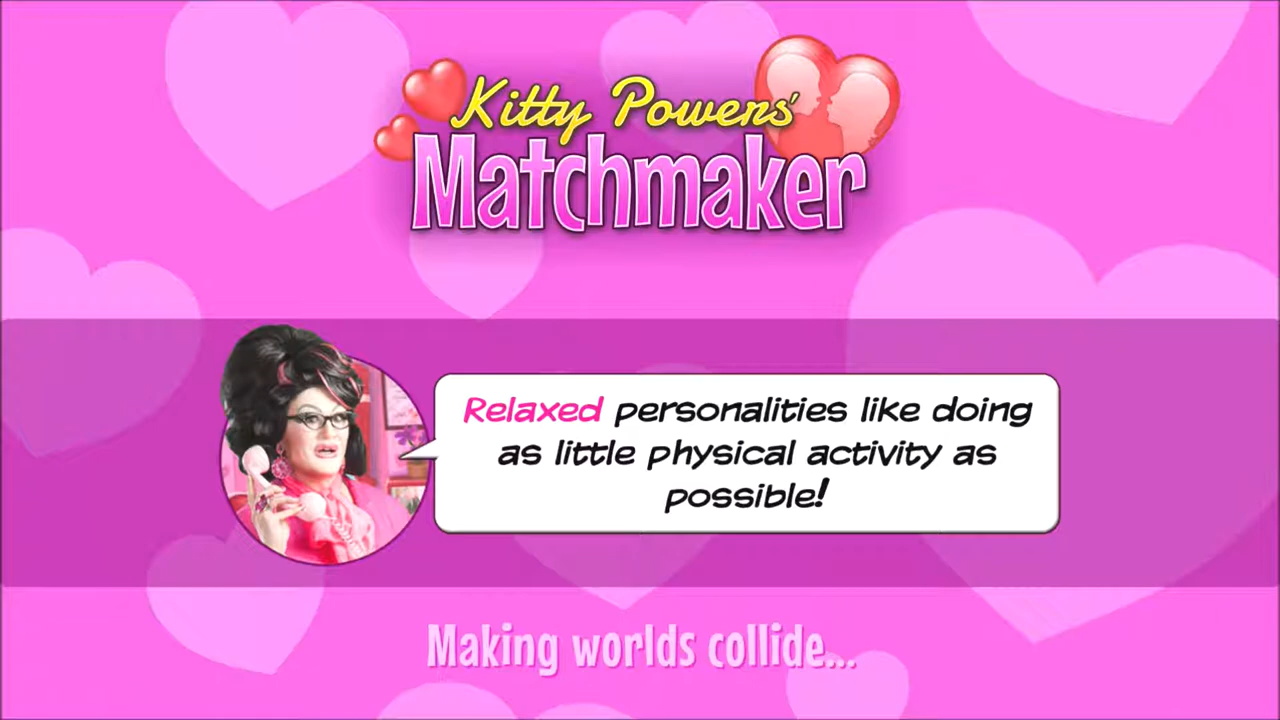 Kitty Powers'
Matchmaker
Relaxed personalities like doing
as little physical activity as
possible!
Making worlds collide...